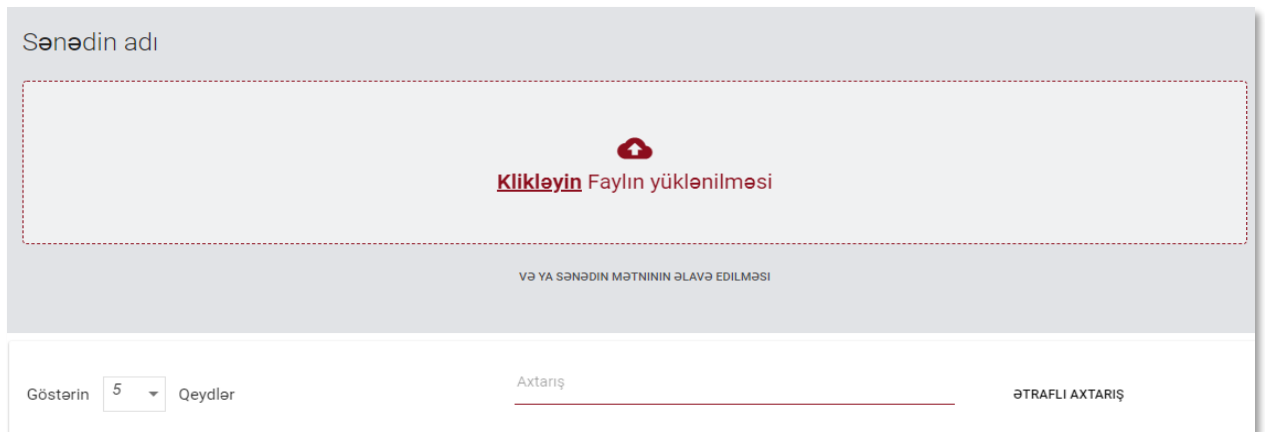 Sənədin adı
Klikləyin Faylın yüklənilməsi
VƏ YA SƏNƏDIN MƏTNININ ƏLAVƏ EDILMƏSI
Göstərin 5 Qeydlər
Axtarış
ƏTRAFLI AXTARIŞ